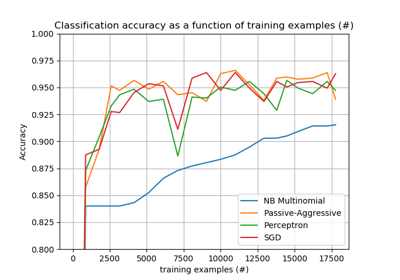 Classification accuracy as a function of training examples (#)
1.000
0.975
0.950
0.925
0.900
0.875
0.850
0.825
0.800
Accuracy
NB Multinomial
Passive-Aggressive
Perceptron
SGD
0 2500 5000 7500 10000 12500 15000 17500
training examples (#)